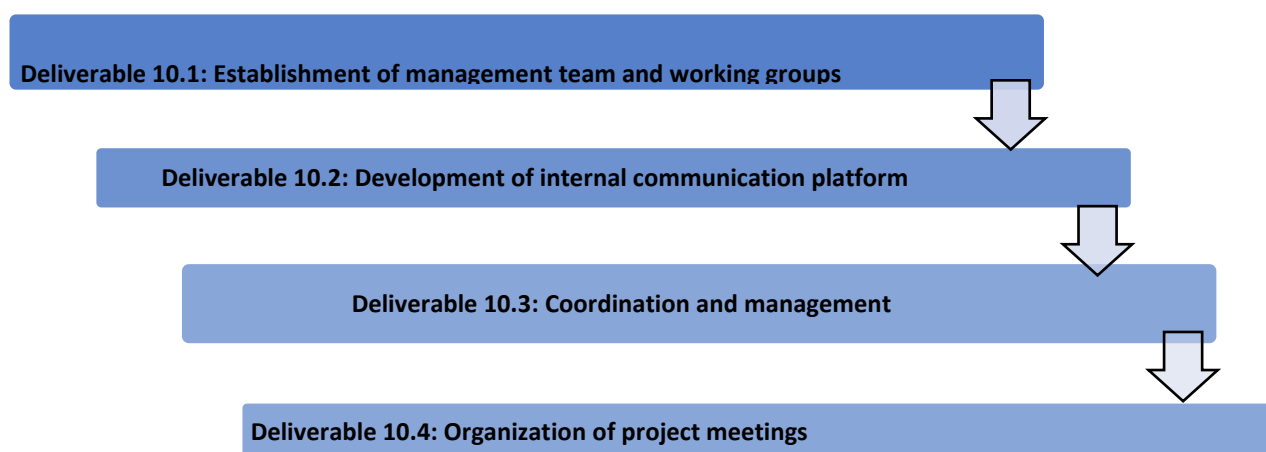 Deliverable 10.1: Establishment of management team and working groups
Deliverable 10.2: Development of internal communication platform
Deliverable 10.3: Coordination and management
Deliverable 10.4: Organization of project meetings